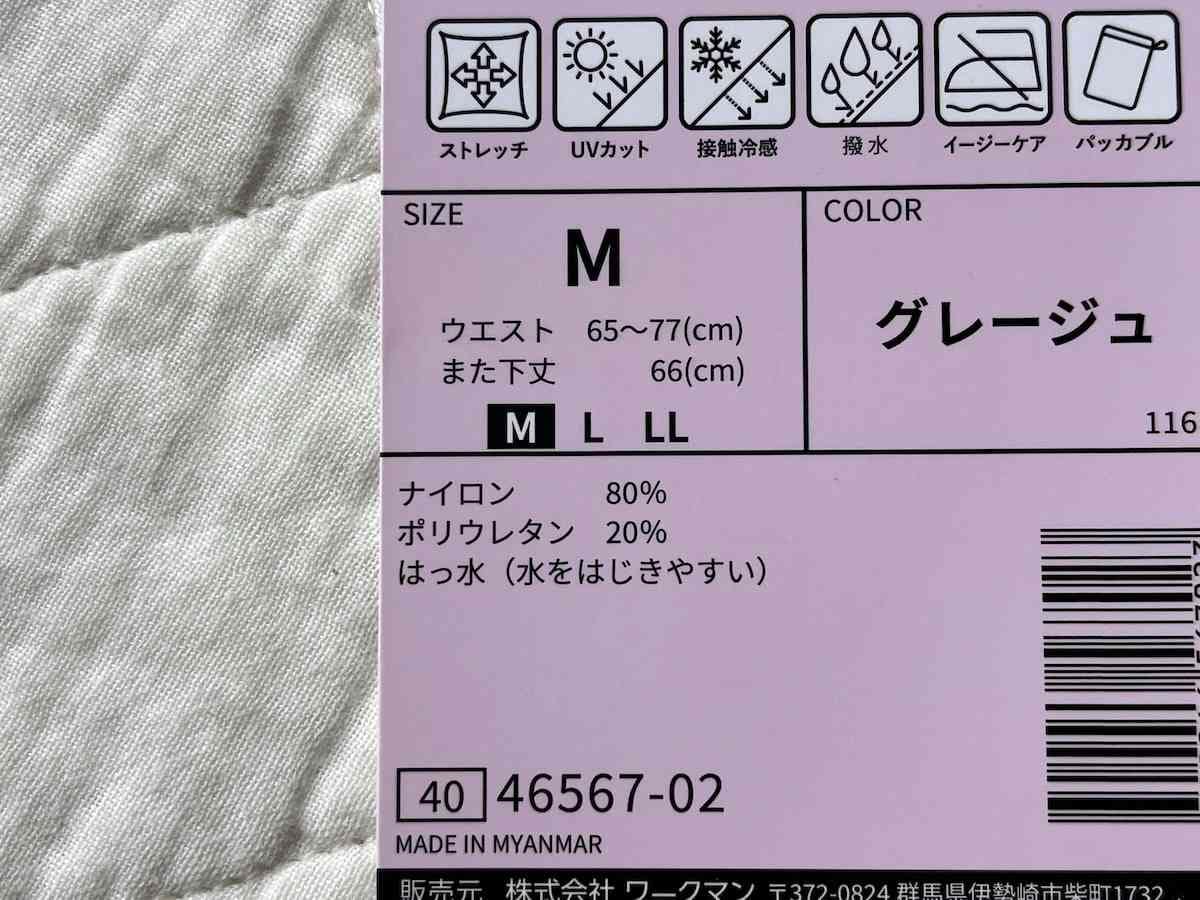 ストレッチ UVカット 接触冷感 撥水 イージーケア パッカブル
SIZE
M
ウエスト 65〜77(cm)
また下丈 66(cm)
M L LL
COLOR
グレージュ
116
ナイロン 80%
ポリウレタン 20%
はっ水（水をはじきやすい）
40 46567-02
MADE IN MYANMAR
販売元 株式会社 ワークマン 〒372-0824 群馬県伊勢崎市柴町1732